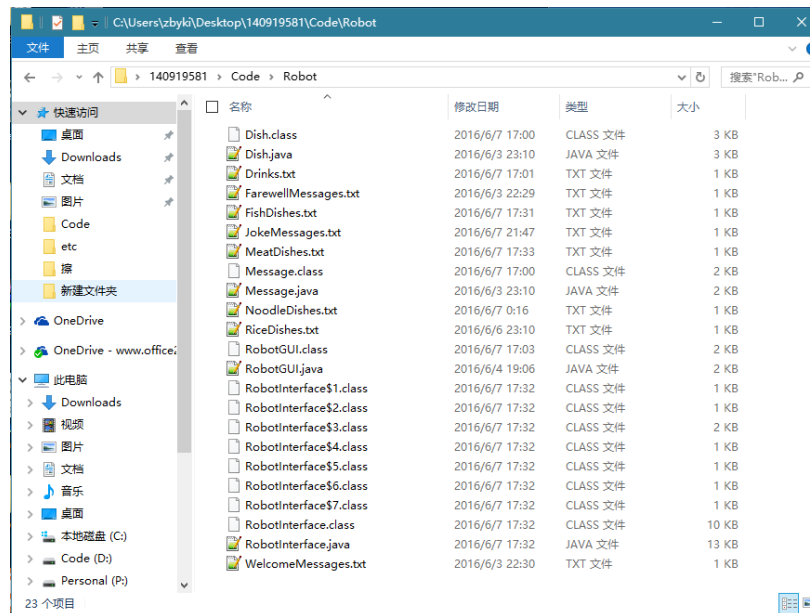 C:\Users\zbyki\Desktop\140919581\Code\Robot
文件 主页 共享 查看
140919581 Code Robot 搜索"Rob...
快速访问
桌面
Downloads
文档
图片
Code
etc
擦
新建文件夹
OneDrive
OneDrive - www.office2
此电脑
Downloads
视频
图片
文档
音乐
桌面
本地磁盘 (C:)
Code (D:)
Personal (P:)
名称 修改日期 类型 大小
Dish.class 2016/6/7 17:00 CLASS 文件 3 KB
Dish.java 2016/6/3 23:10 JAVA 文件 3 KB
Drinks.txt 2016/6/7 17:01 TXT 文件 1 KB
FarewellMessages.txt 2016/6/3 22:29 TXT 文件 1 KB
FishDishes.txt 2016/6/7 17:31 TXT 文件 1 KB
JokeMessages.txt 2016/6/7 21:47 TXT 文件 1 KB
MeatDishes.txt 2016/6/7 17:33 TXT 文件 1 KB
Message.class 2016/6/7 17:00 CLASS 文件 2 KB
Message.java 2016/6/3 23:10 JAVA 文件 2 KB
NoodleDishes.txt 2016/6/7 0:16 TXT 文件 1 KB
RiceDishes.txt 2016/6/6 23:10 TXT 文件 1 KB
RobotGUI.class 2016/6/7 17:03 CLASS 文件 2 KB
RobotGUI.java 2016/6/4 19:06 JAVA 文件 2 KB
RobotInterface$1.class 2016/6/7 17:32 CLASS 文件 1 KB
RobotInterface$2.class 2016/6/7 17:32 CLASS 文件 1 KB
RobotInterface$3.class 2016/6/7 17:32 CLASS 文件 2 KB
RobotInterface$4.class 2016/6/7 17:32 CLASS 文件 1 KB
RobotInterface$5.class 2016/6/7 17:32 CLASS 文件 1 KB
RobotInterface$6.class 2016/6/7 17:32 CLASS 文件 1 KB
RobotInterface$7.class 2016/6/7 17:32 CLASS 文件 1 KB
RobotInterface.class 2016/6/7 17:32 CLASS 文件 10 KB
RobotInterface.java 2016/6/7 17:32 JAVA 文件 13 KB
WelcomeMessages.txt 2016/6/3 22:30 TXT 文件 1 KB
23 个项目